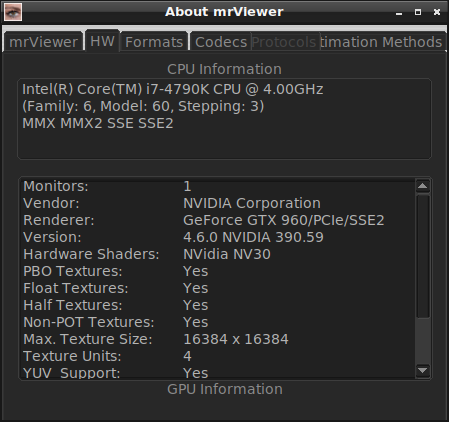 About mrViewer
mrViewer HW Formats Codecs Protocols timation Methods
CPU Information
Intel(R) Core(TM) i7-4790K CPU @ 4.00GHz
(Family: 6, Model: 60, Stepping: 3)
MMX MMX2 SSE SSE2
Monitors: 1
Vendor: NVIDIA Corporation
Renderer: GeForce GTX 960/PCIe/SSE2
Version: 4.6.0 NVIDIA 390.59
Hardware Shaders: NVidia NV30
PBO Textures: Yes
Float Textures: Yes
Half Textures: Yes
Non-POT Textures: Yes
Max. Texture Size: 16384 x 16384
Texture Units: 4
YUV Support: Yes
GPU Information